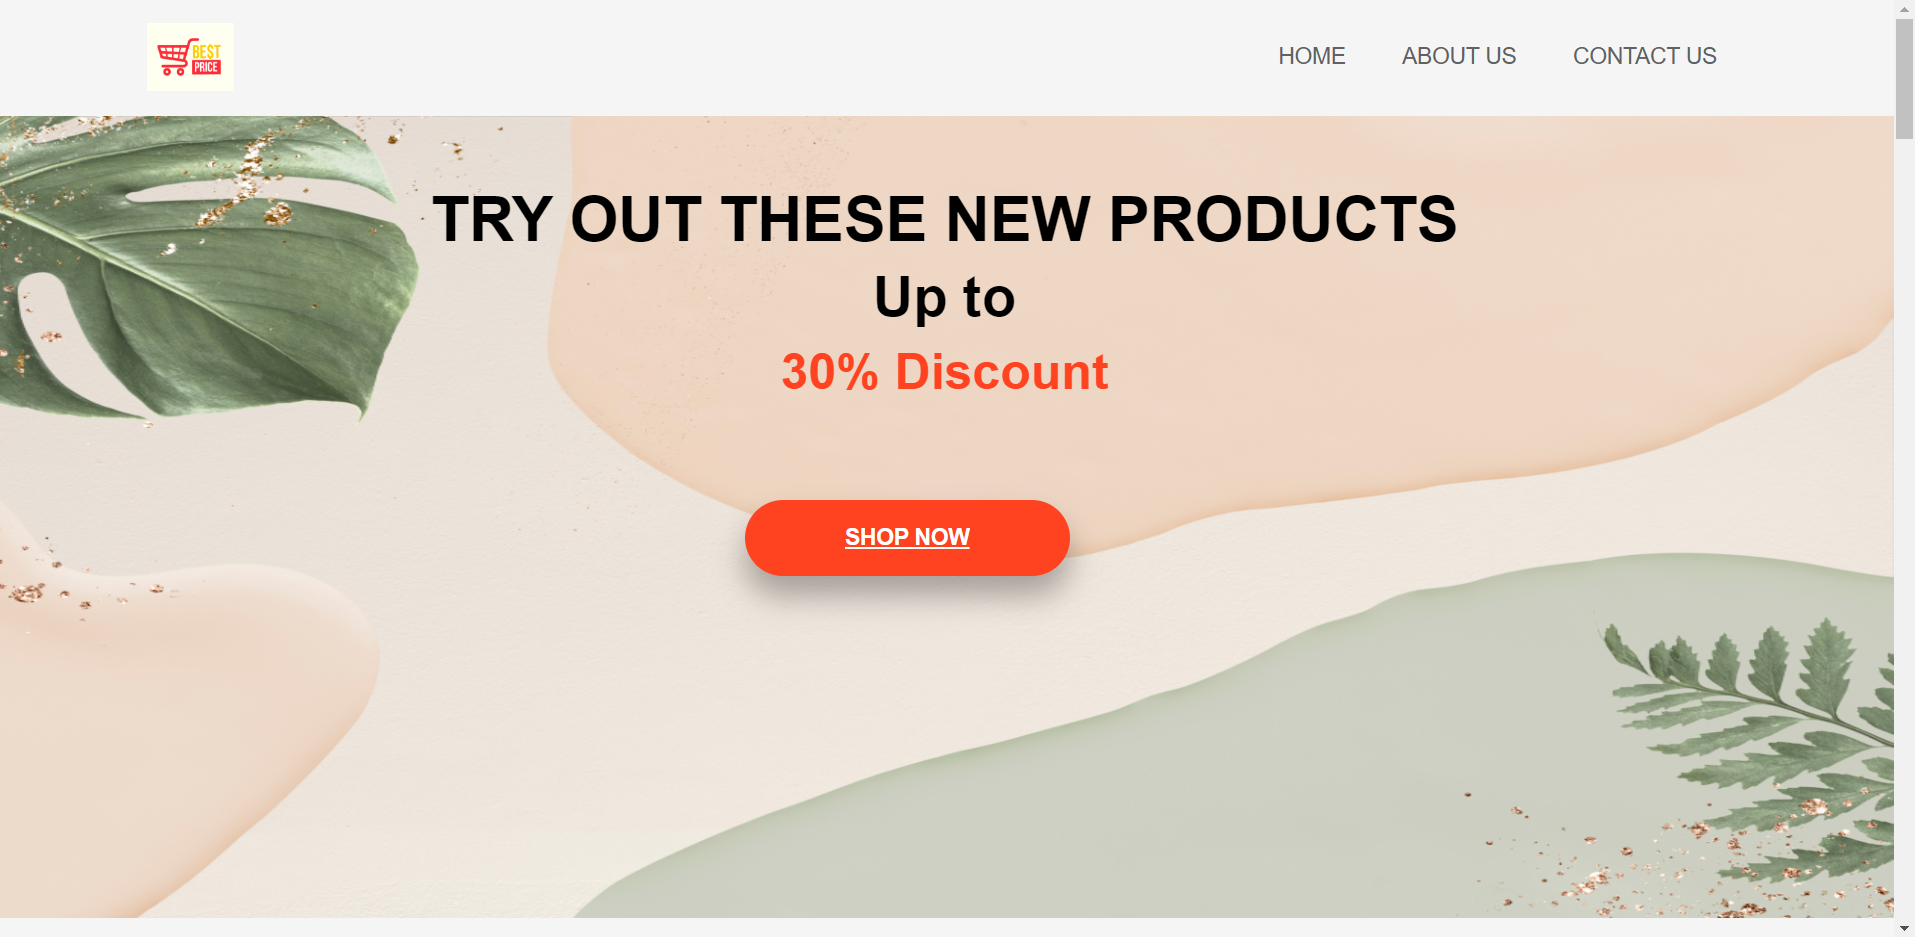 BEST
PRICE
HOME
ABOUT US
CONTACT US
TRY OUT THESE NEW PRODUCTS
Up to
30% Discount
SHOP NOW